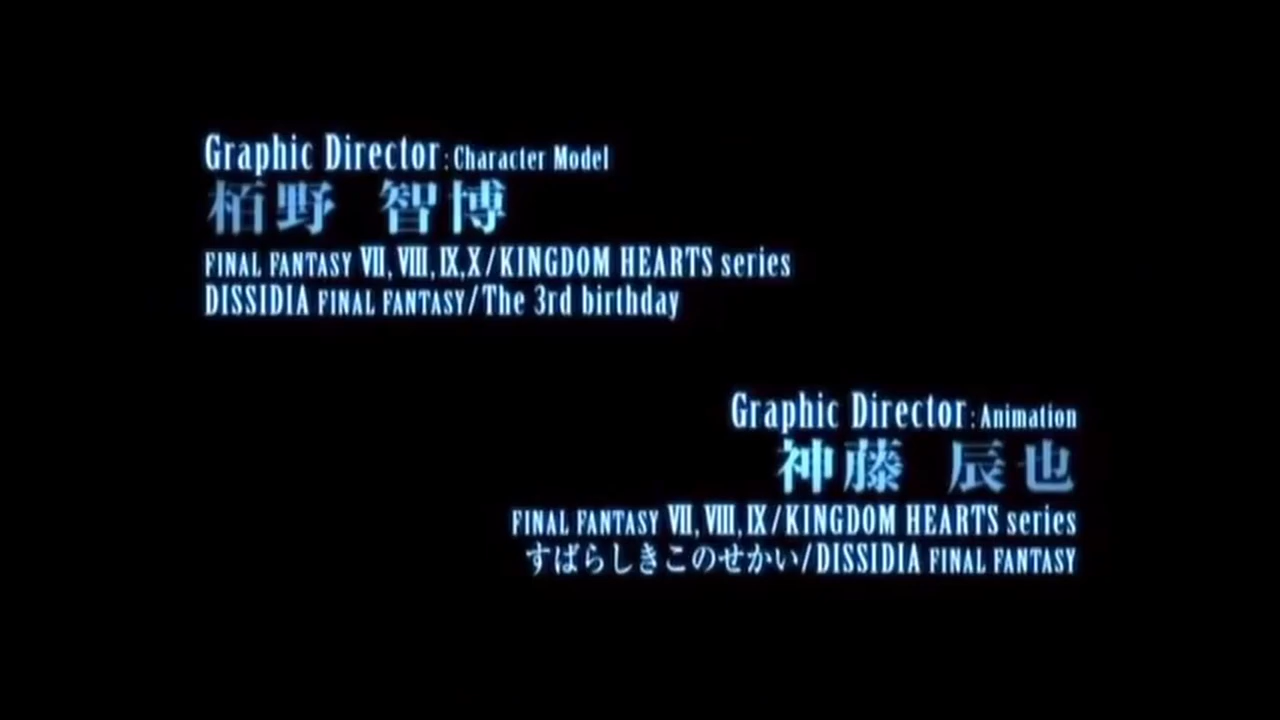 Graphic Director:Character Model
栢野 智博
FINAL FANTASY Ⅶ,Ⅷ,Ⅸ,Ⅹ/KINGDOM HEARTS series
DISSIDIA FINAL FANTASY/The 3rd birthday
Graphic Director:Animation
神藤 辰也
FINAL FANTASY Ⅶ,Ⅷ,Ⅸ/KINGDOM HEARTS series
すばらしきこのせかい/DISSIDIA FINAL FANTASY